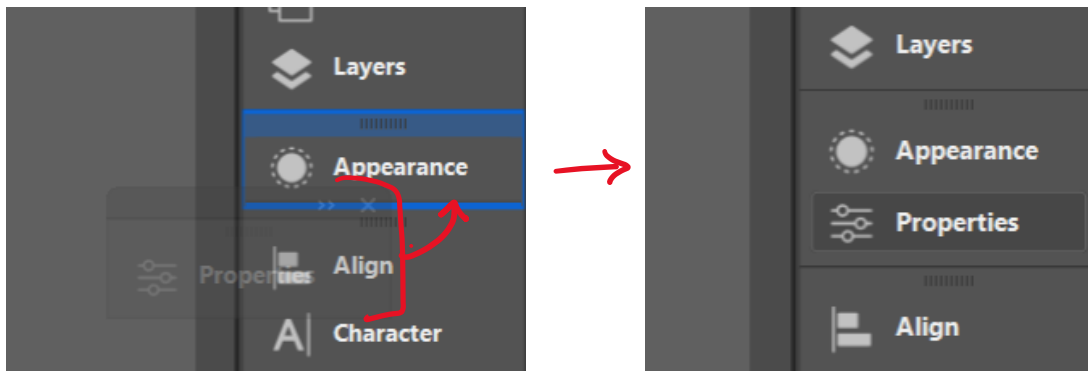 Layers
Appearance
Properties
Align
Character
Layers
Appearance
Properties
Align